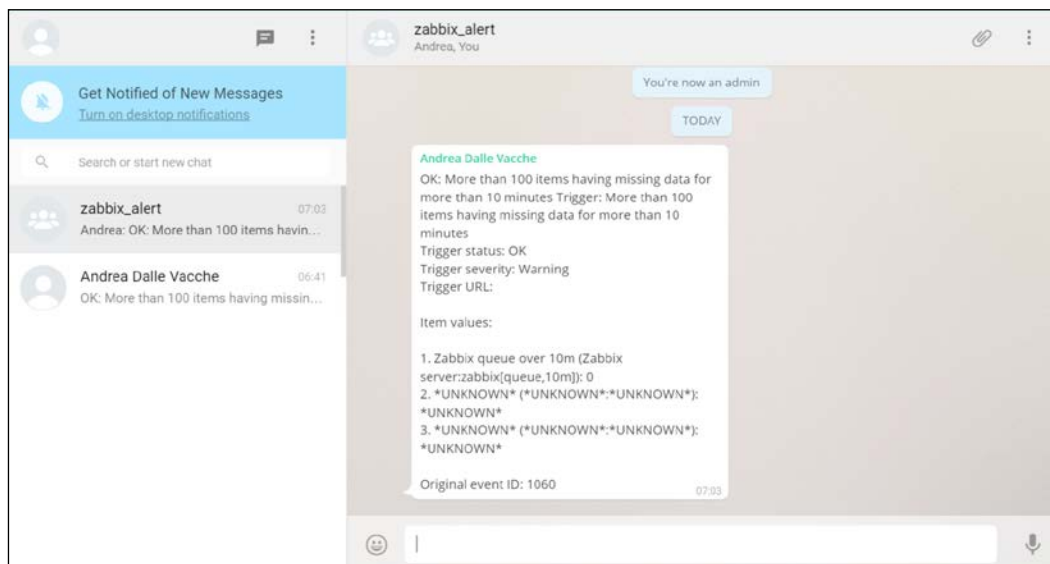 Get Notified of New Messages
Turn on desktop notifications
Search or start new chat
zabbix_alert
07:03
Andrea: OK: More than 100 items havin...
Andrea Dalle Vacche
06:41
OK: More than 100 items having missin...
zabbix_alert
Andrea, You
You're now an admin
TODAY
Andrea Dalle Vacche
OK: More than 100 items having missing data for
more than 10 minutes Trigger: More than 100
items having missing data for more than 10
minutes
Trigger status: OK
Trigger severity: Warning
Trigger URL:
Item values:
1. Zabbix queue over 10m (Zabbix
server:zabbix[queue,10m]): 0
2. *UNKNOWN* (*UNKNOWN*:*UNKNOWN*):
*UNKNOWN*
3. *UNKNOWN* (*UNKNOWN*:*UNKNOWN*):
*UNKNOWN*
Original event ID: 1060
07:03